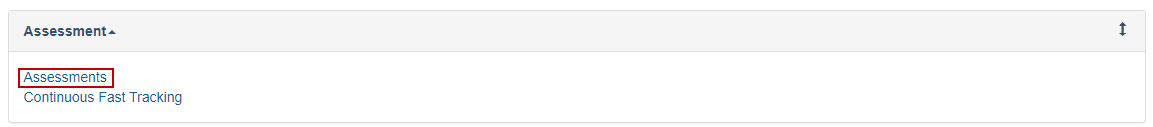 Assessment
Assessments
Continuous Fast Tracking